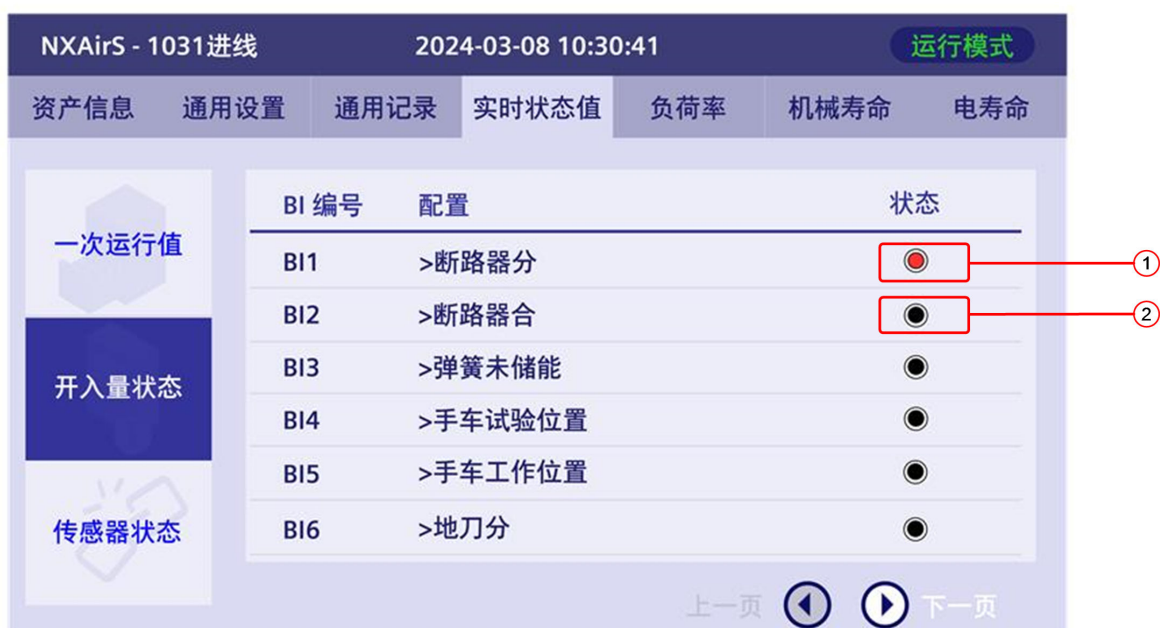 NXAirS - 1031进线 2024-03-08 10:30:41 运行模式
资产信息 通用设置 通用记录 实时状态值 负荷率 机械寿命 电寿命
一次运行值
开入量状态
传感器状态
BI 编号 配置 状态
BI1 >断路器分 ①
BI2 >断路器合 ②
BI3 >弹簧未储能
BI4 >手车试验位置
BI5 >手车工作位置
BI6 >地刀分
上一页 下一页